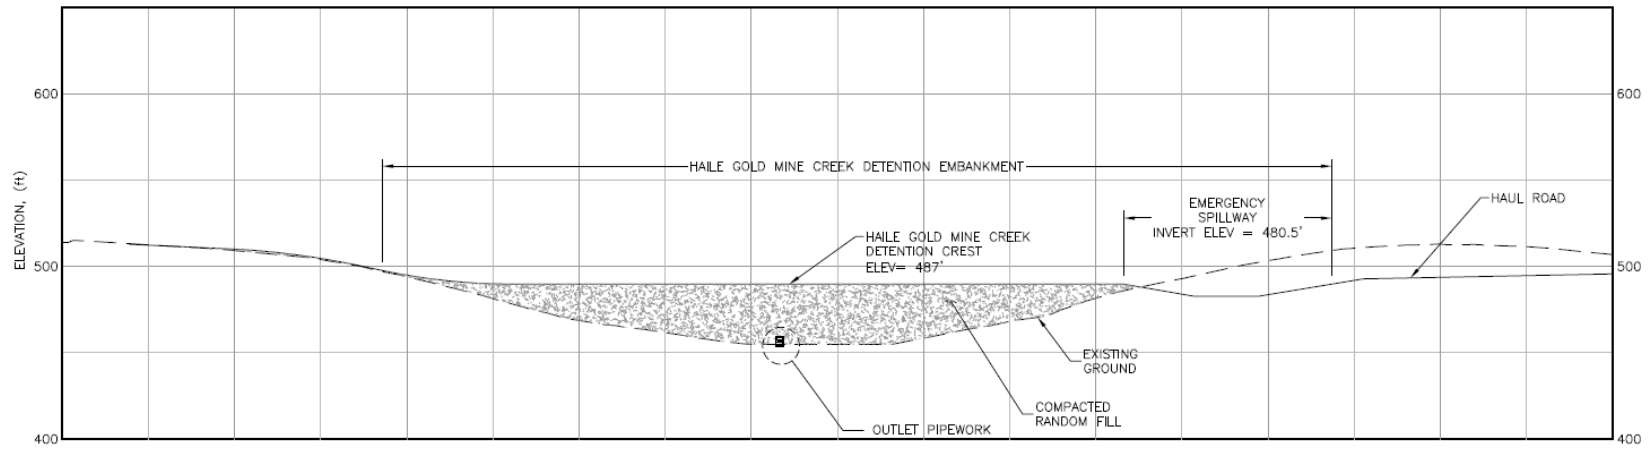 600
600
HAILE GOLD MINE CREEK DETENTION EMBANKMENT
550
HAUL ROAD
EMERGENCY
SPILLWAY
INVERT ELEV = 480.5'
ELEVATION, (ft)
HAILE GOLD MINE CREEK
DETENTION CREST
ELEV= 487'
500
500
EXISTING
GROUND
COMPACTED
RANDOM FILL
OUTLET PIPEWORK
400
400